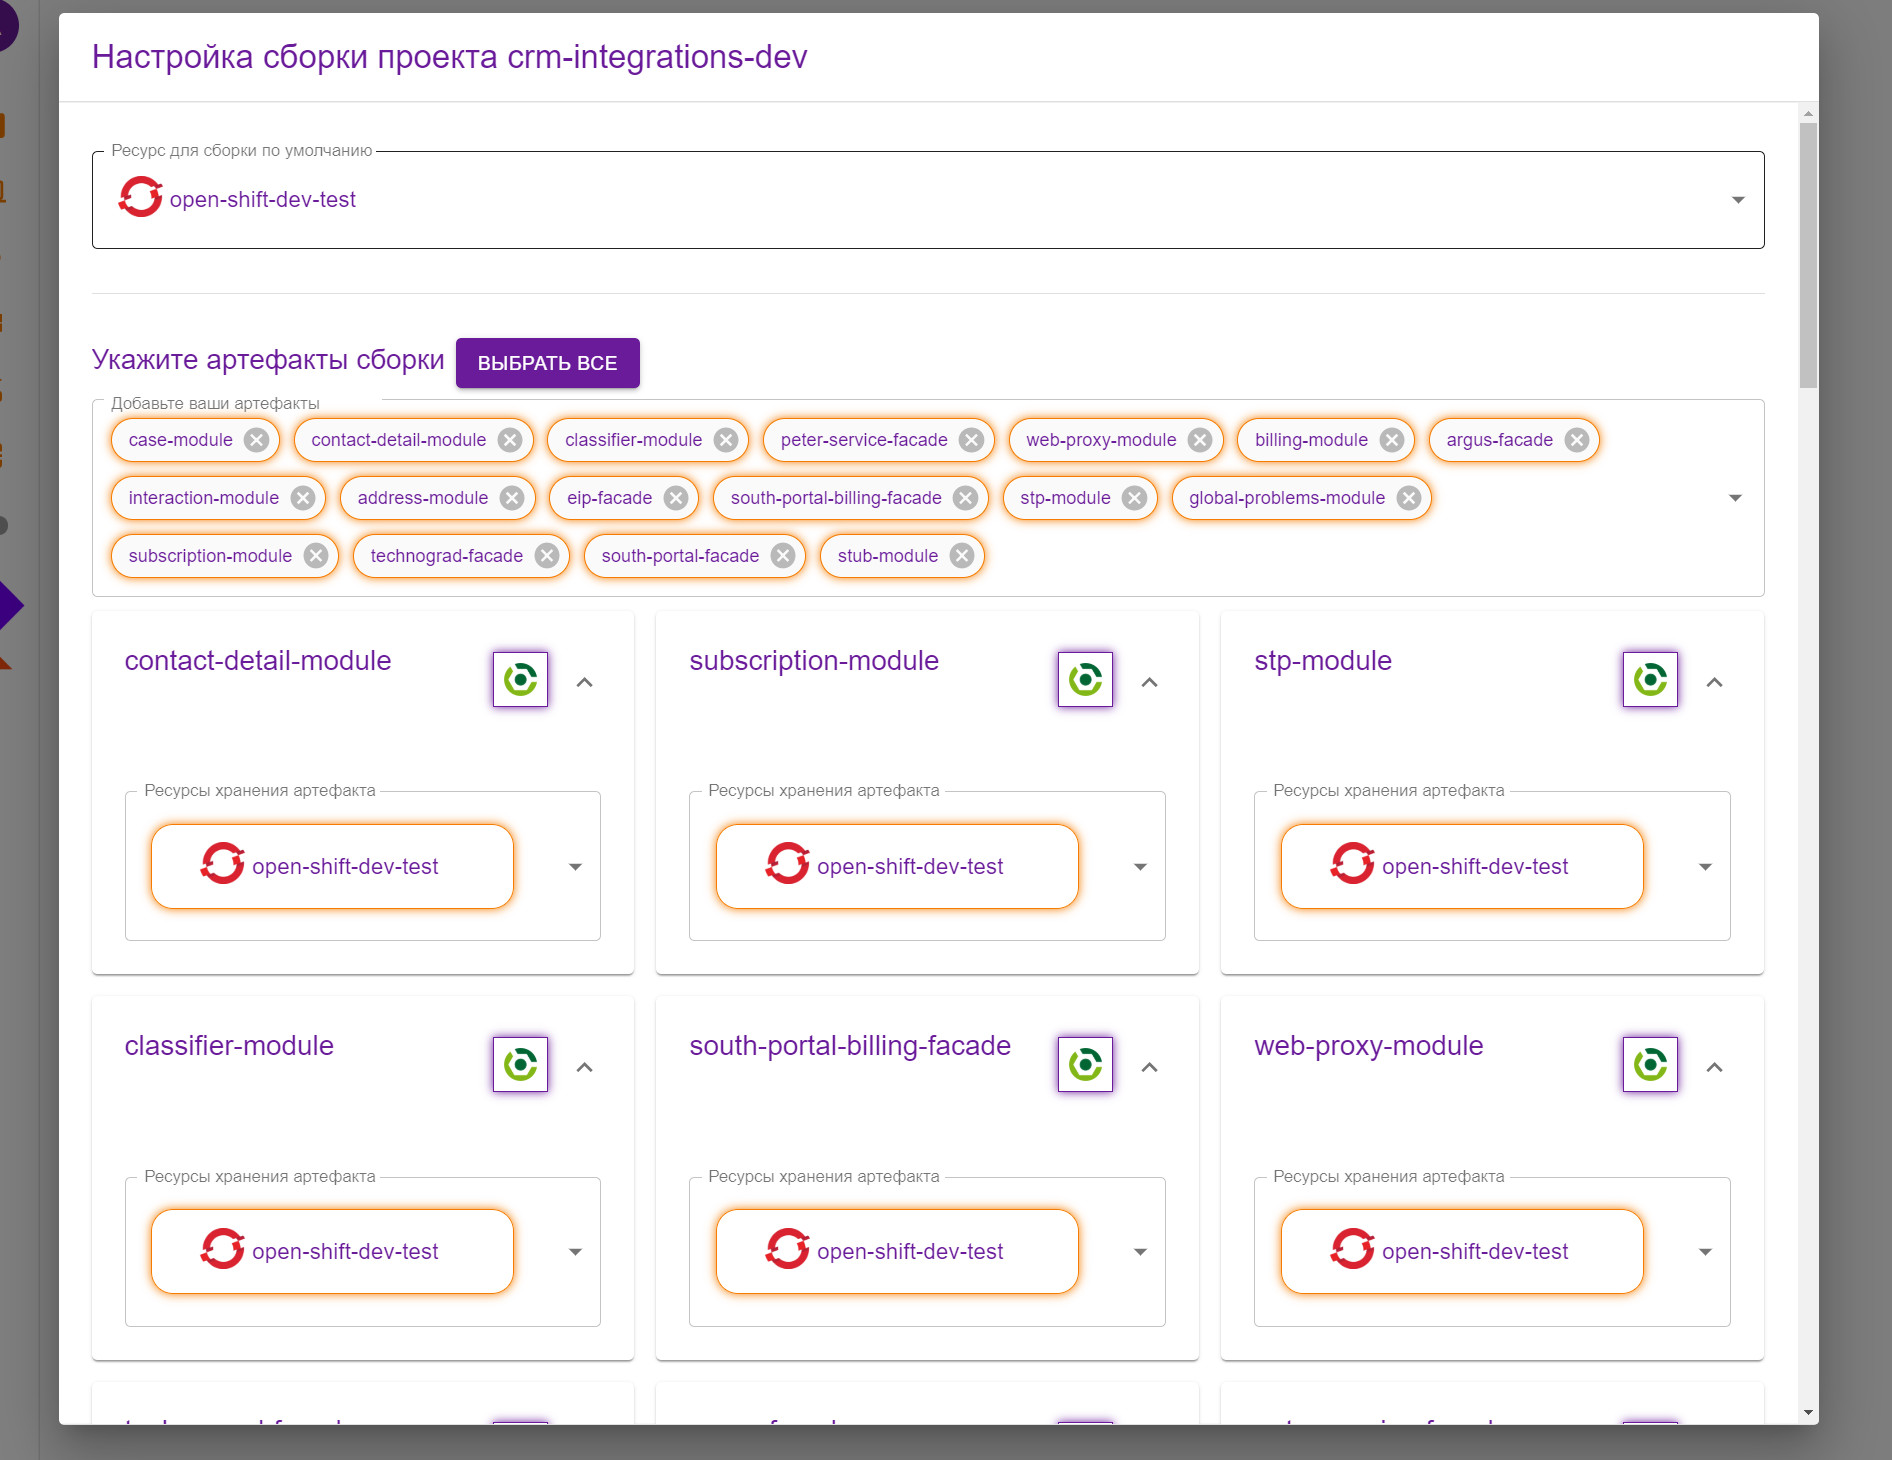 Настройка сборки проекта crm-integrations-dev
Ресурс для сборки по умолчанию
open-shift-dev-test
Укажите артефакты сборки ВЫБРАТЬ ВСЕ
Добавьте ваши артефакты
case-module contact-detail-module classifier-module peter-service-facade web-proxy-module billing-module argus-facade
interaction-module address-module eip-facade south-portal-billing-facade stp-module global-problems-module
subscription-module technograd-facade south-portal-facade stub-module
contact-detail-module subscription-module stp-module
Ресурсы хранения артефакта Ресурсы хранения артефакта Ресурсы хранения артефакта
open-shift-dev-test open-shift-dev-test open-shift-dev-test
classifier-module south-portal-billing-facade web-proxy-module
Ресурсы хранения артефакта Ресурсы хранения артефакта Ресурсы хранения артефакта
open-shift-dev-test open-shift-dev-test open-shift-dev-test